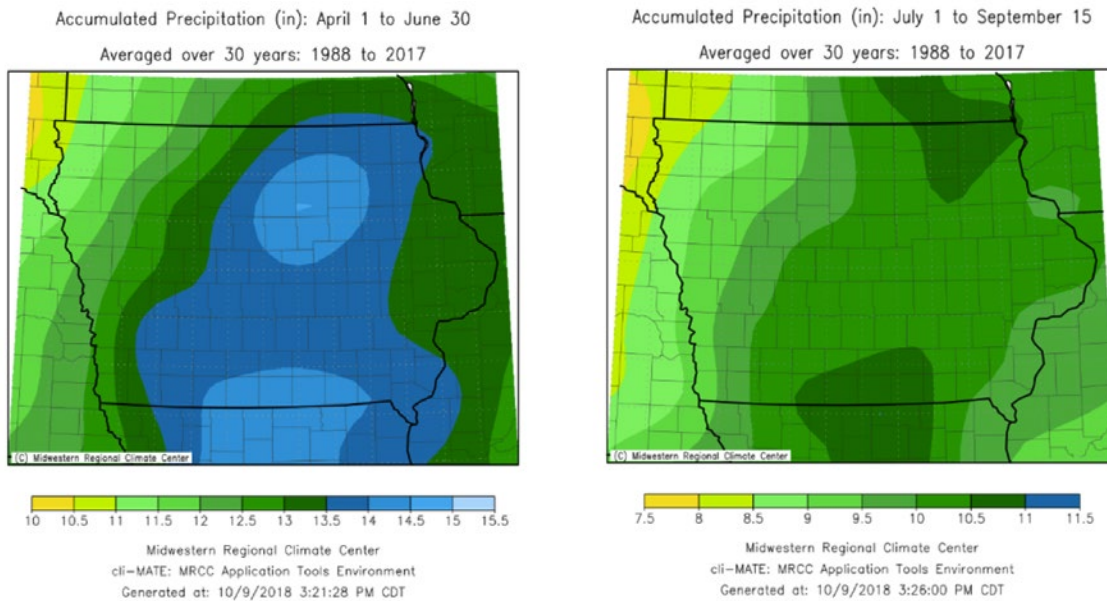 Accumulated Precipitation (in): April 1 to June 30
Averaged over 30 years: 1988 to 2017
(C) Midwestern Regional Climate Center
10 10.5 11 11.5 12 12.5 13 13.5 14 14.5 15 15.5
Midwestern Regional Climate Center
cli-MATE: MRCC Application Tools Environment
Generated at: 10/9/2018 3:21:28 PM CDT
Accumulated Precipitation (in): July 1 to September 15
Averaged over 30 years: 1988 to 2017
(C) Midwestern Regional Climate Center
7.5 8 8.5 9 9.5 10 10.5 11 11.5
Midwestern Regional Climate Center
cli-MATE: MRCC Application Tools Environment
Generated at: 10/9/2018 3:26:00 PM CDT